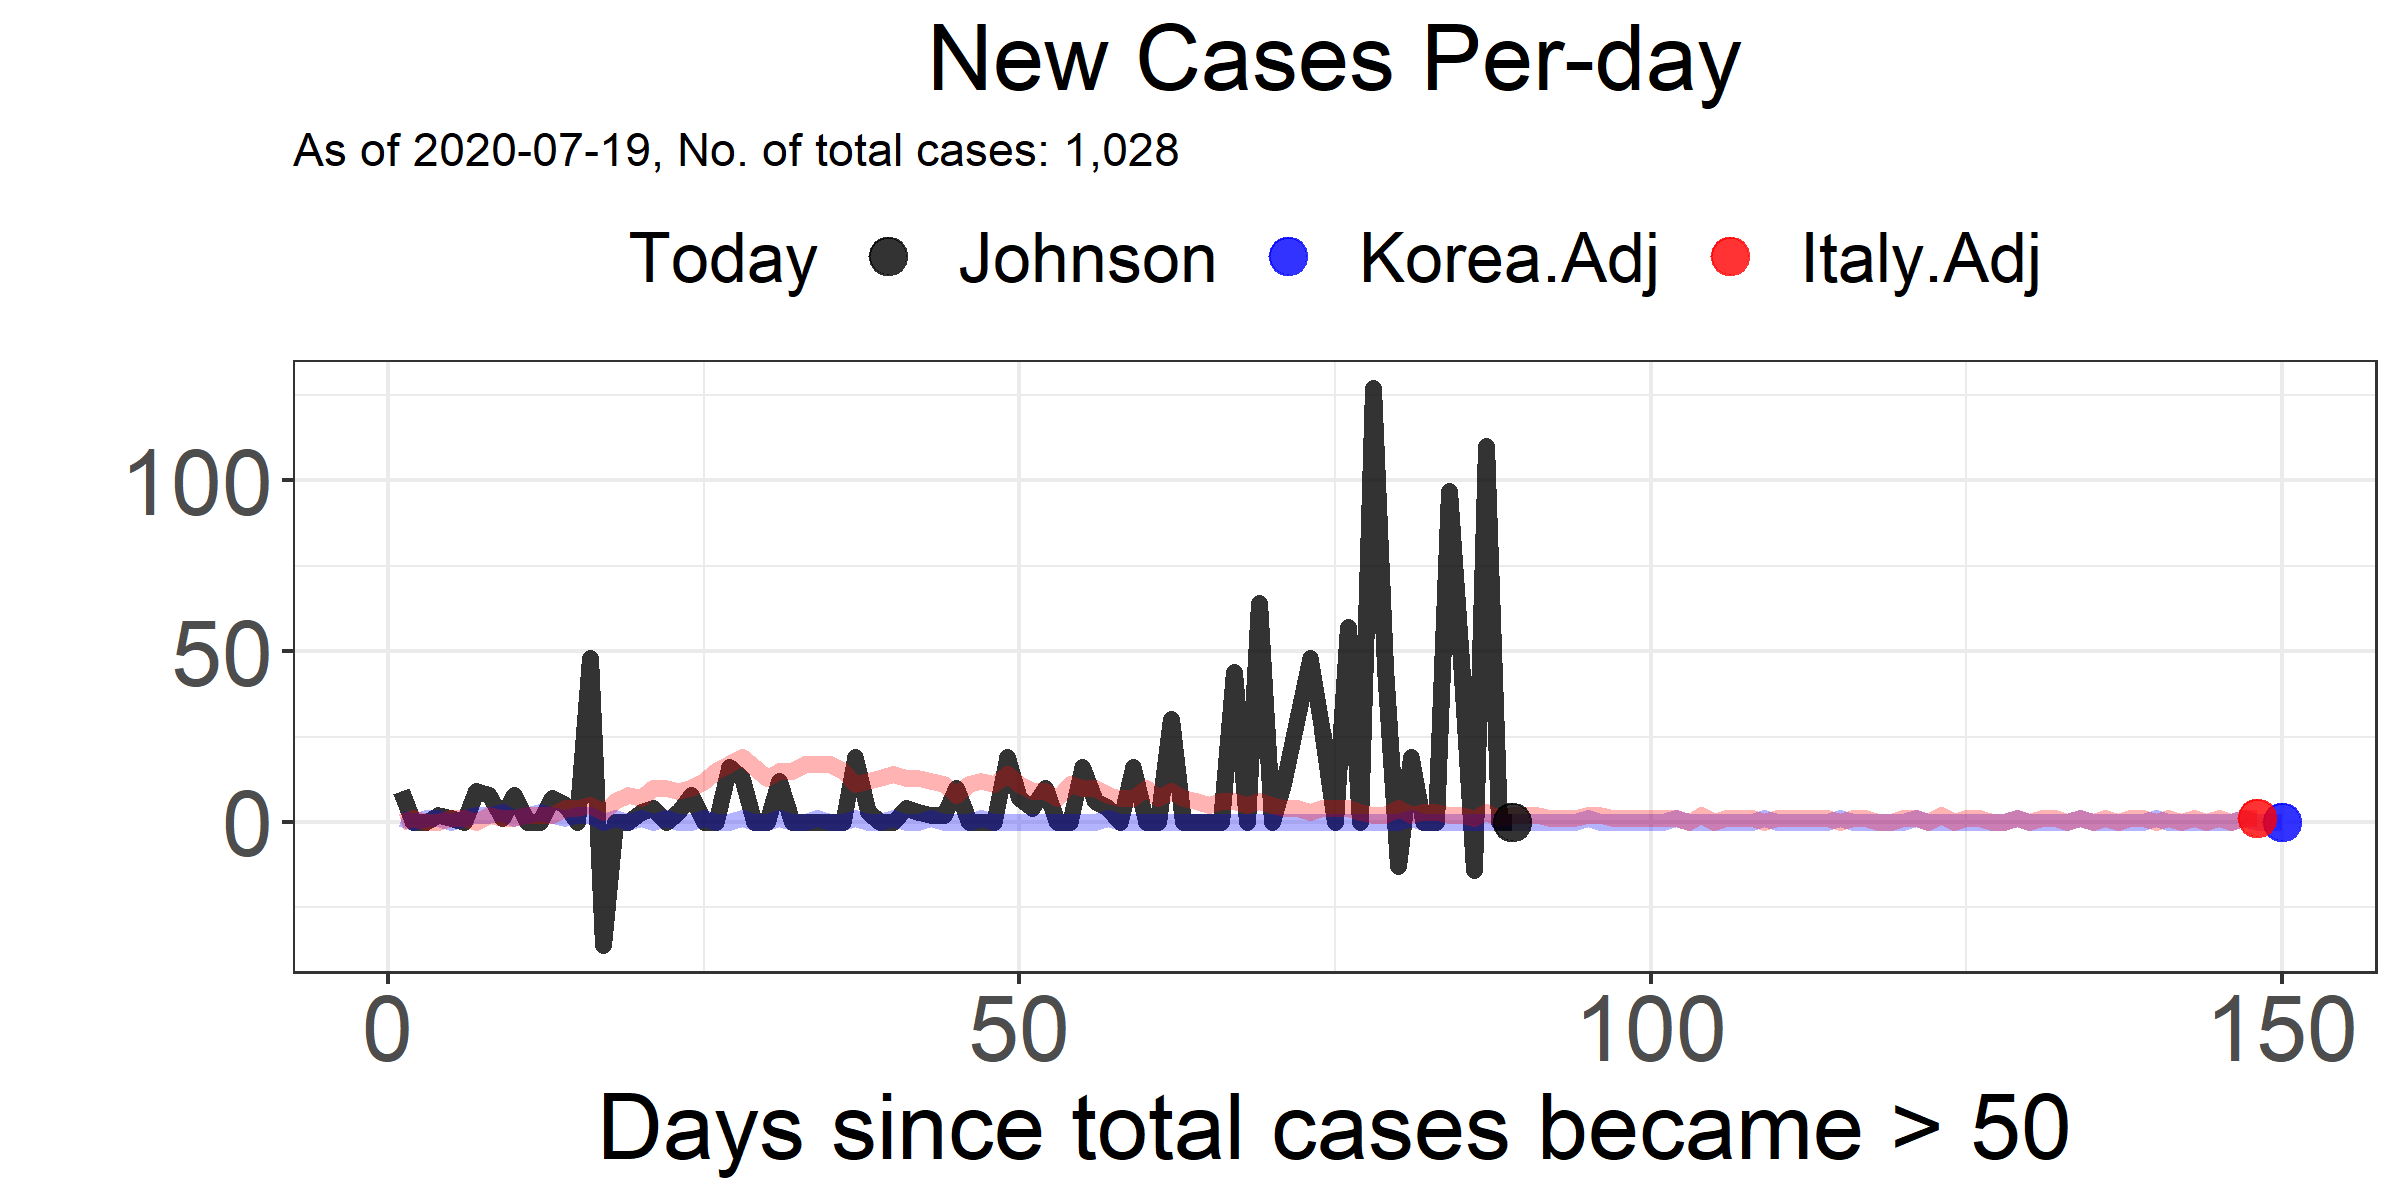 New Cases Per-day
As of 2020-07-19, No. of total cases: 1,028
Today Johnson Korea.Adj Italy.Adj
100
50
0
0 50 100 150
Days since total cases became > 50